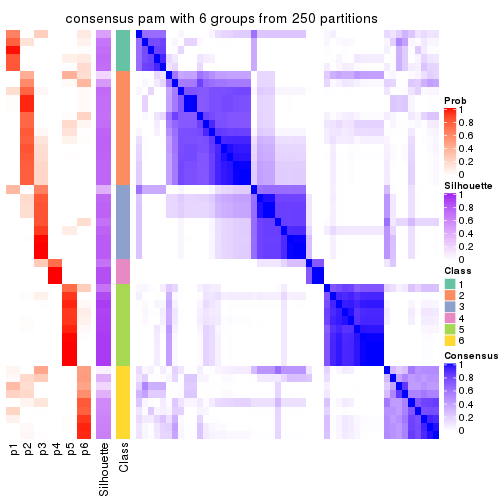 consensus pam with 6 groups from 250 partitions
Prob
1
0.8
0.6
0.4
0.2
0
Silhouette
1
0.8
0.6
0.4
0.2
0
Class
1
2
3
4
5
6
Consensus
1
0.8
0.6
0.4
0.2
0
p1
p2
p3
p4
p5
p6
Silhouette
Class